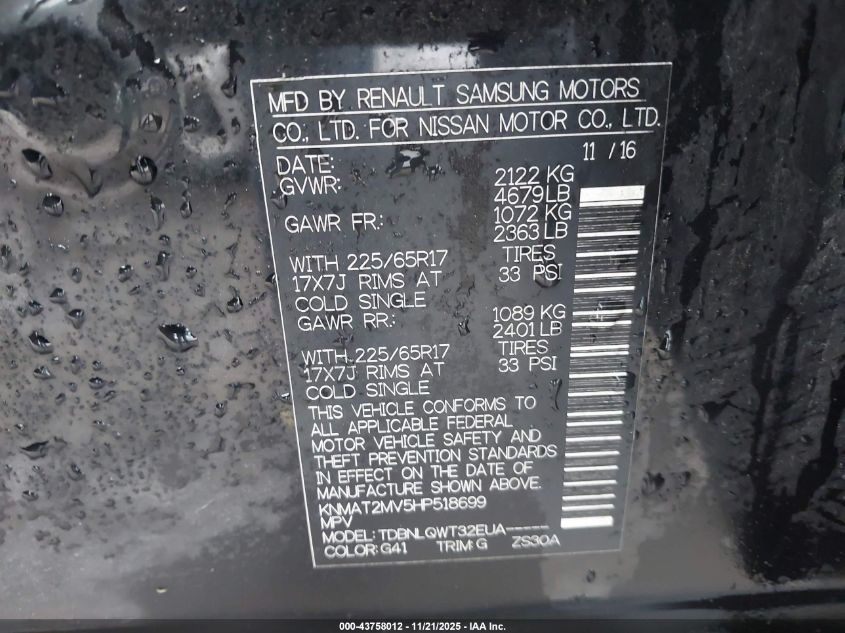 MFD BY RENAULT SAMSUNG MOTORS
CO., LTD. FOR NISSAN MOTOR CO., LTD.
DATE: 11 / 16
GVWR: 2122 KG
4679 LB
GAWR FR.: 1072 KG
2363 LB
WITH 225/65R17 TIRES
17X7J RIMS AT 33 PSI
COLD SINGLE
GAWR RR.: 1089 KG
2401 LB
WITH 225/65R17 TIRES
17X7J RIMS AT 33 PSI
COLD SINGLE
THIS VEHICLE CONFORMS TO
ALL APPLICABLE FEDERAL
MOTOR VEHICLE SAFETY AND
THEFT PREVENTION STANDARDS
IN EFFECT ON THE DATE OF
MANUFACTURE SHOWN ABOVE.
KNMAT2MV5HP518699
MPV
MODEL: TDBNLQWT32EUA-----
COLOR: G41 TRIM: G ZS30A
000-43758012 - 11/21/2025 - IAA Inc.